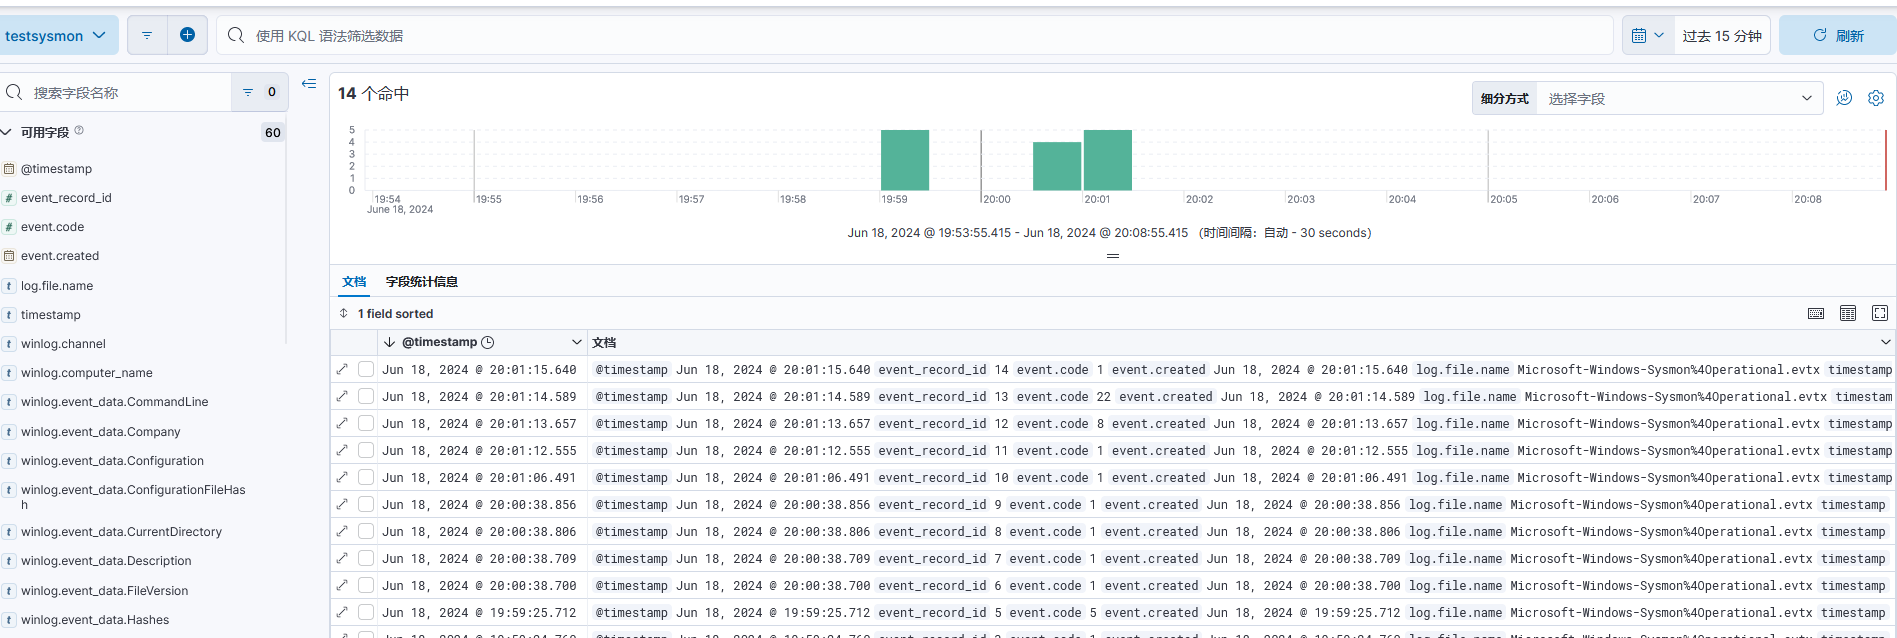 testsysmon
使用 KQL 语法筛选数据
过去 15 分钟
刷新
搜索字段名称
0
14 个命中
细分方式
选择字段
可用字段
60
@timestamp
event_record_id
event.code
event.created
log.file.name
timestamp
winlog.channel
winlog.computer_name
winlog.event_data.CommandLine
winlog.event_data.Company
winlog.event_data.Configuration
winlog.event_data.ConfigurationFileHas
h
winlog.event_data.CurrentDirectory
winlog.event_data.Description
winlog.event_data.FileVersion
winlog.event_data.Hashes
5
4
3
2
1
0
19:54 19:55 19:56 19:57 19:58 19:59 20:00 20:01 20:02 20:03 20:04 20:05 20:06 20:07 20:08
June 18, 2024
Jun 18, 2024 @ 19:53:55.415 - Jun 18, 2024 @ 20:08:55.415 （时间间隔：自动 - 30 seconds）
文档 字段统计信息
1 field sorted
@timestamp 文档
Jun 18, 2024 @ 20:01:15.640 @timestamp Jun 18, 2024 @ 20:01:15.640 event_record_id 14 event.code 1 event.created Jun 18, 2024 @ 20:01:15.640 log.file.name Microsoft-Windows-Sysmon%4Operational.evtx timestamp
Jun 18, 2024 @ 20:01:14.589 @timestamp Jun 18, 2024 @ 20:01:14.589 event_record_id 13 event.code 22 event.created Jun 18, 2024 @ 20:01:14.589 log.file.name Microsoft-Windows-Sysmon%4Operational.evtx timestam
Jun 18, 2024 @ 20:01:13.657 @timestamp Jun 18, 2024 @ 20:01:13.657 event_record_id 12 event.code 8 event.created Jun 18, 2024 @ 20:01:13.657 log.file.name Microsoft-Windows-Sysmon%4Operational.evtx timestamp
Jun 18, 2024 @ 20:01:12.555 @timestamp Jun 18, 2024 @ 20:01:12.555 event_record_id 11 event.code 1 event.created Jun 18, 2024 @ 20:01:12.555 log.file.name Microsoft-Windows-Sysmon%4Operational.evtx timestamp
Jun 18, 2024 @ 20:01:06.491 @timestamp Jun 18, 2024 @ 20:01:06.491 event_record_id 10 event.code 1 event.created Jun 18, 2024 @ 20:01:06.491 log.file.name Microsoft-Windows-Sysmon%4Operational.evtx timestamp
Jun 18, 2024 @ 20:00:38.856 @timestamp Jun 18, 2024 @ 20:00:38.856 event_record_id 9 event.code 1 event.created Jun 18, 2024 @ 20:00:38.856 log.file.name Microsoft-Windows-Sysmon%4Operational.evtx timestamp
Jun 18, 2024 @ 20:00:38.806 @timestamp Jun 18, 2024 @ 20:00:38.806 event_record_id 8 event.code 1 event.created Jun 18, 2024 @ 20:00:38.806 log.file.name Microsoft-Windows-Sysmon%4Operational.evtx timestamp
Jun 18, 2024 @ 20:00:38.709 @timestamp Jun 18, 2024 @ 20:00:38.709 event_record_id 7 event.code 1 event.created Jun 18, 2024 @ 20:00:38.709 log.file.name Microsoft-Windows-Sysmon%4Operational.evtx timestamp
Jun 18, 2024 @ 20:00:38.700 @timestamp Jun 18, 2024 @ 20:00:38.700 event_record_id 6 event.code 1 event.created Jun 18, 2024 @ 20:00:38.700 log.file.name Microsoft-Windows-Sysmon%4Operational.evtx timestamp
Jun 18, 2024 @ 19:59:25.712 @timestamp Jun 18, 2024 @ 19:59:25.712 event_record_id 5 event.code 5 event.created Jun 18, 2024 @ 19:59:25.712 log.file.name Microsoft-Windows-Sysmon%4Operational.evtx timestamp